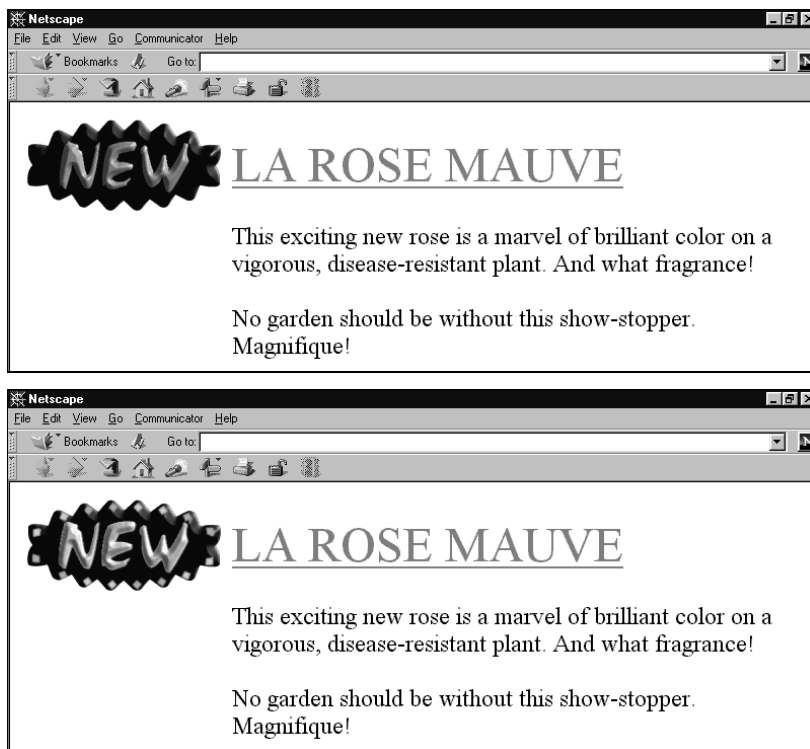 Netscape
File Edit View Go Communicator Help
Bookmarks Go to:
NEW
LA ROSE MAUVE
This exciting new rose is a marvel of brilliant color on a
vigorous, disease-resistant plant. And what fragrance!
No garden should be without this show-stopper.
Magnifique!
Netscape
File Edit View Go Communicator Help
Bookmarks Go to:
NEW
LA ROSE MAUVE
This exciting new rose is a marvel of brilliant color on a
vigorous, disease-resistant plant. And what fragrance!
No garden should be without this show-stopper.
Magnifique!